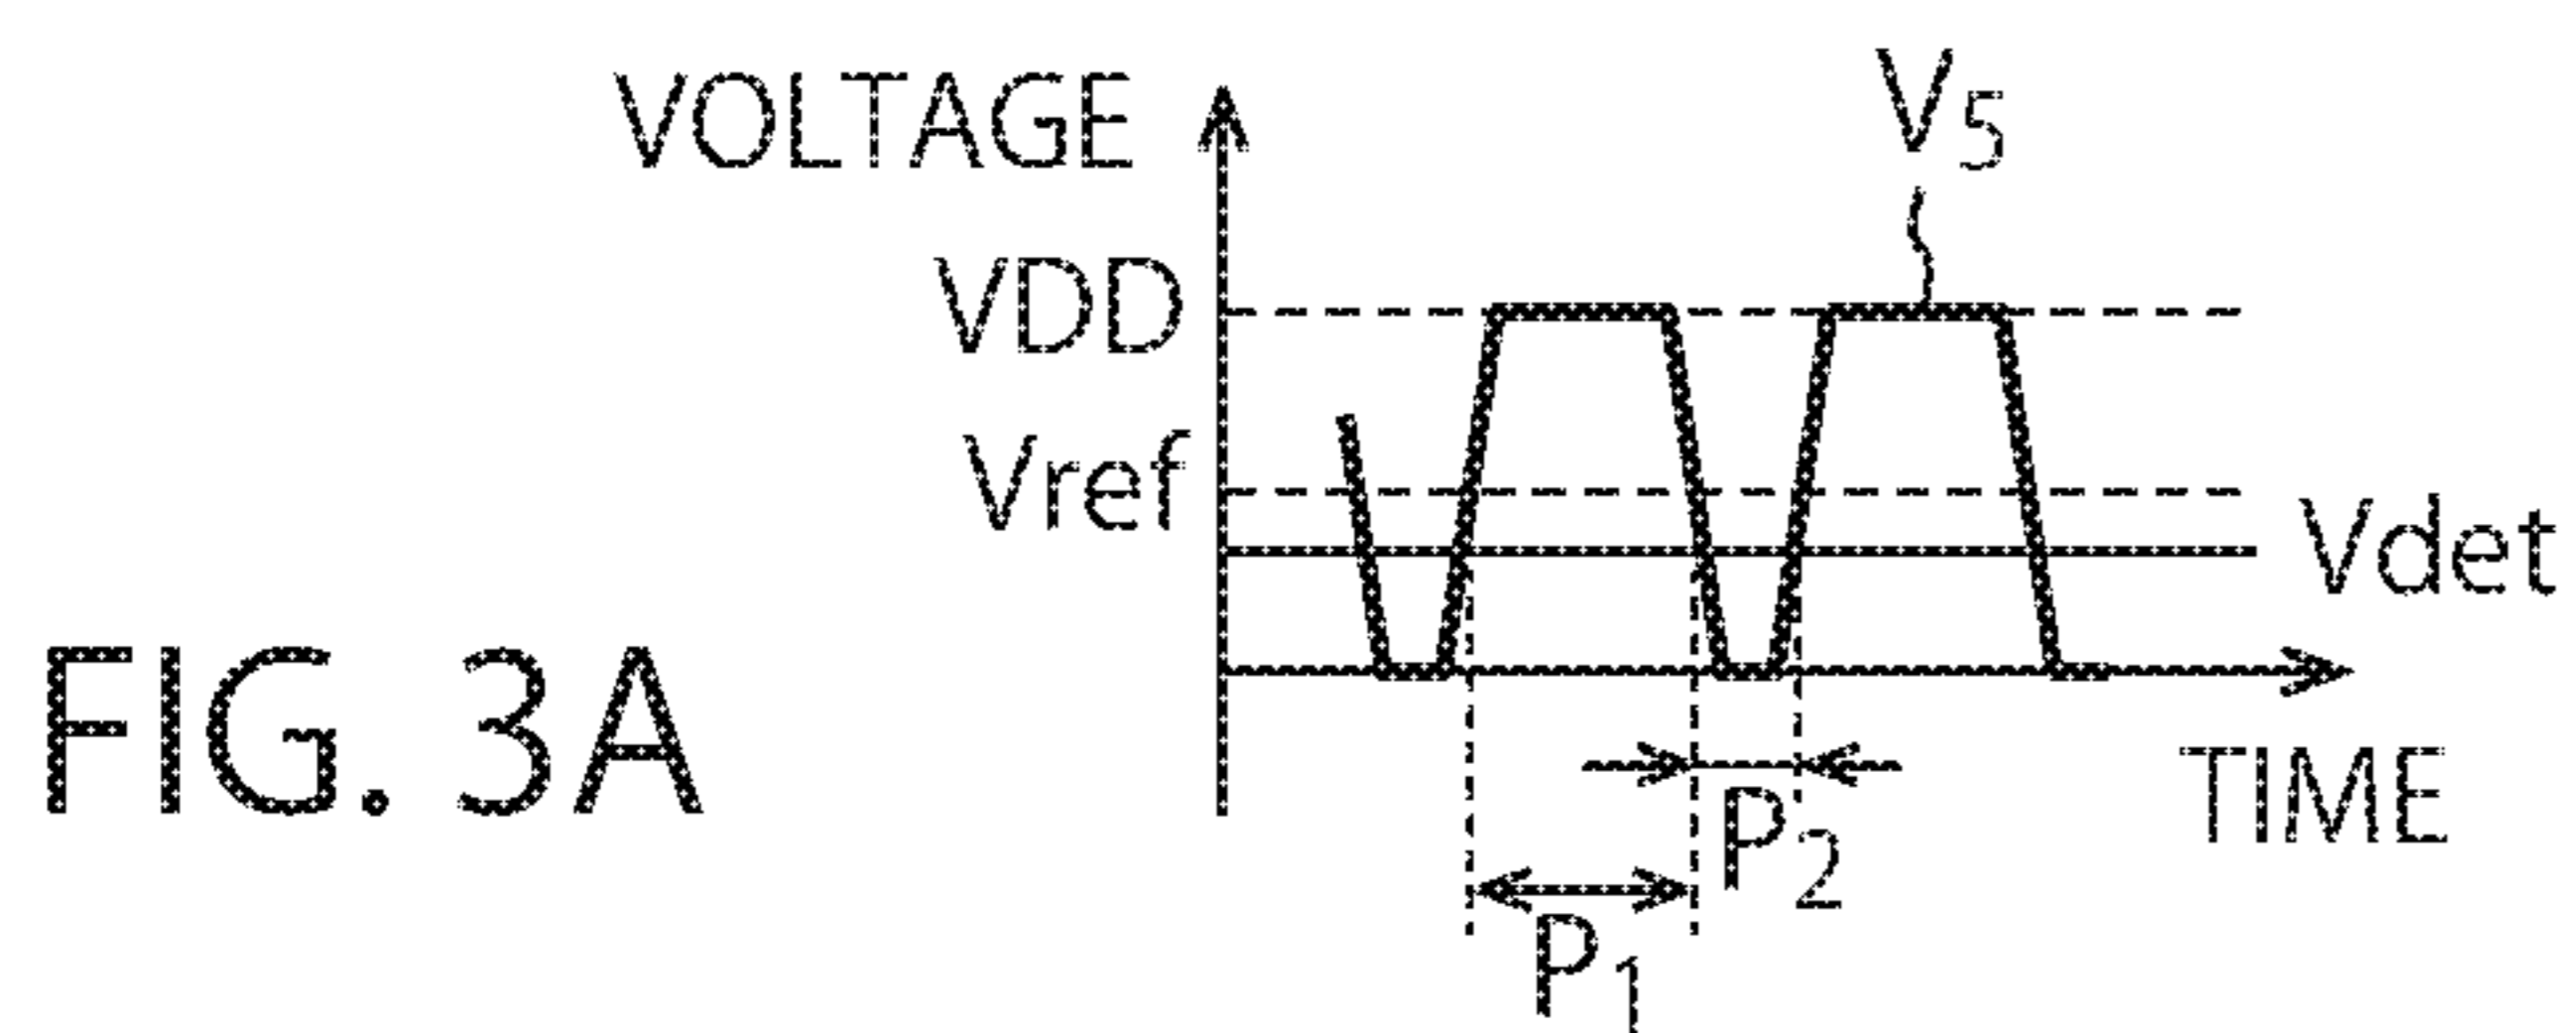 VOLTAGE
V5
VDD
Vref
Vdet
FIG. 3A
TIME
P2
P1